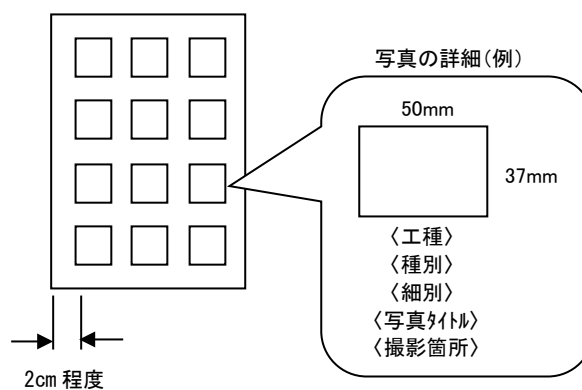 写真の詳細（例）
50mm
37mm
〈工種〉
〈種別〉
〈細別〉
〈写真ﾀｲﾄﾙ〉
〈撮影箇所〉
2cm 程度